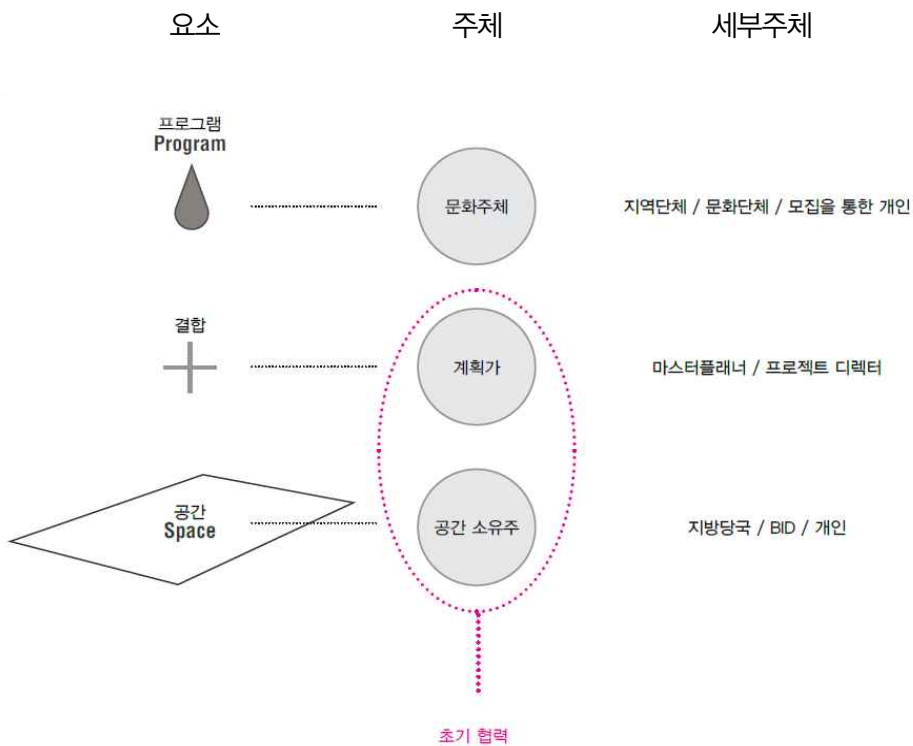 요소 주체 세부주체
프로그램
Program
문화주체
지역단체 / 문화단체 / 모집을 통한 개인
결합
계획가
마스터플래너 / 프로젝트 디렉터
공간
Space
공간 소유주
지방당국 / BID / 개인
초기 협력